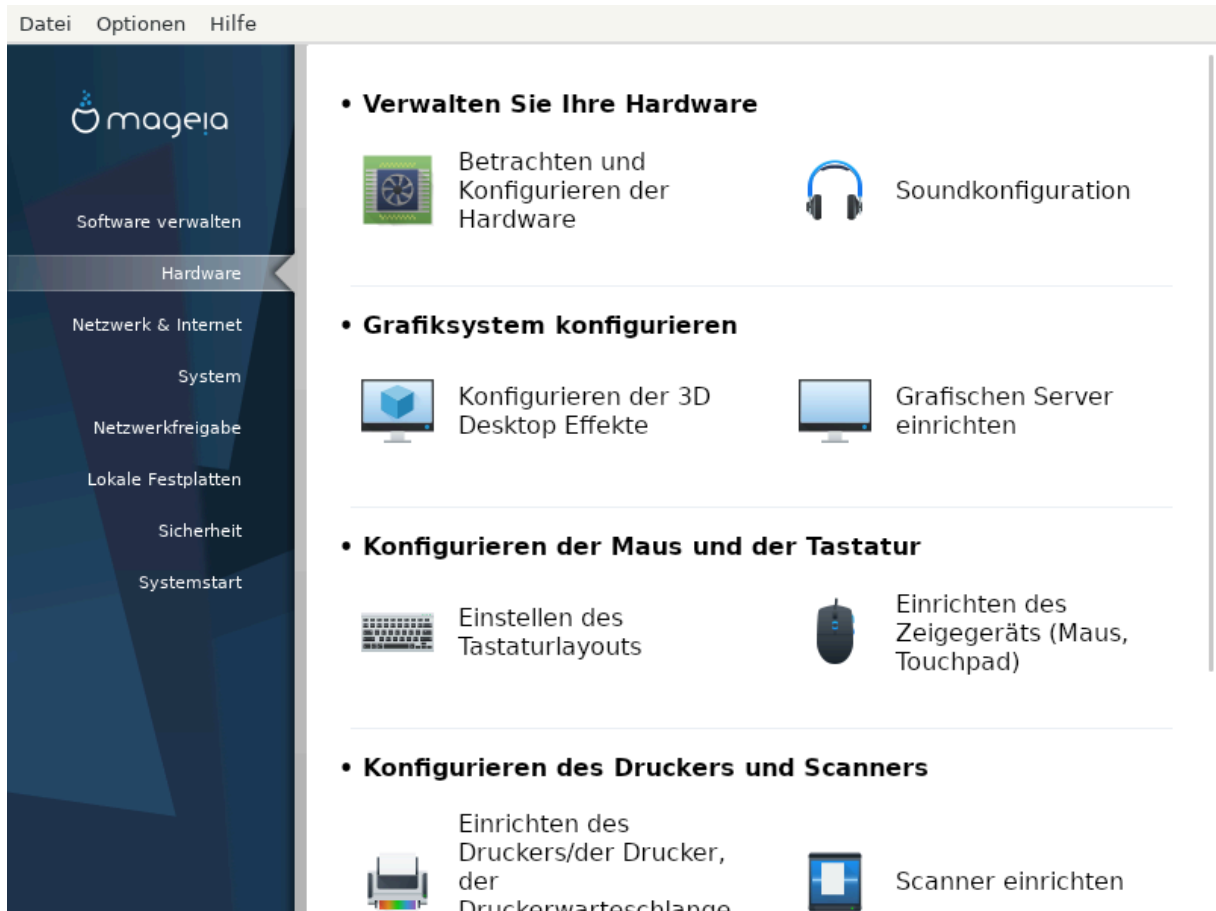 Datei Optionen Hilfe
mageia
Software verwalten
Hardware
Netzwerk & Internet
System
Netzwerkfreigabe
Lokale Festplatten
Sicherheit
Systemstart
• Verwalten Sie Ihre Hardware
Betrachten und
Konfigurieren der
Hardware
Soundkonfiguration
• Grafiksystem konfigurieren
Konfigurieren der 3D
Desktop Effekte
Grafischen Server
einrichten
• Konfigurieren der Maus und der Tastatur
Einstellen des
Tastaturlayouts
Einrichten des
Zeigegeräts (Maus,
Touchpad)
• Konfigurieren des Druckers und Scanners
Einrichten des
Druckers/der Drucker,
der
Druckerwarteschlange
Scanner einrichten